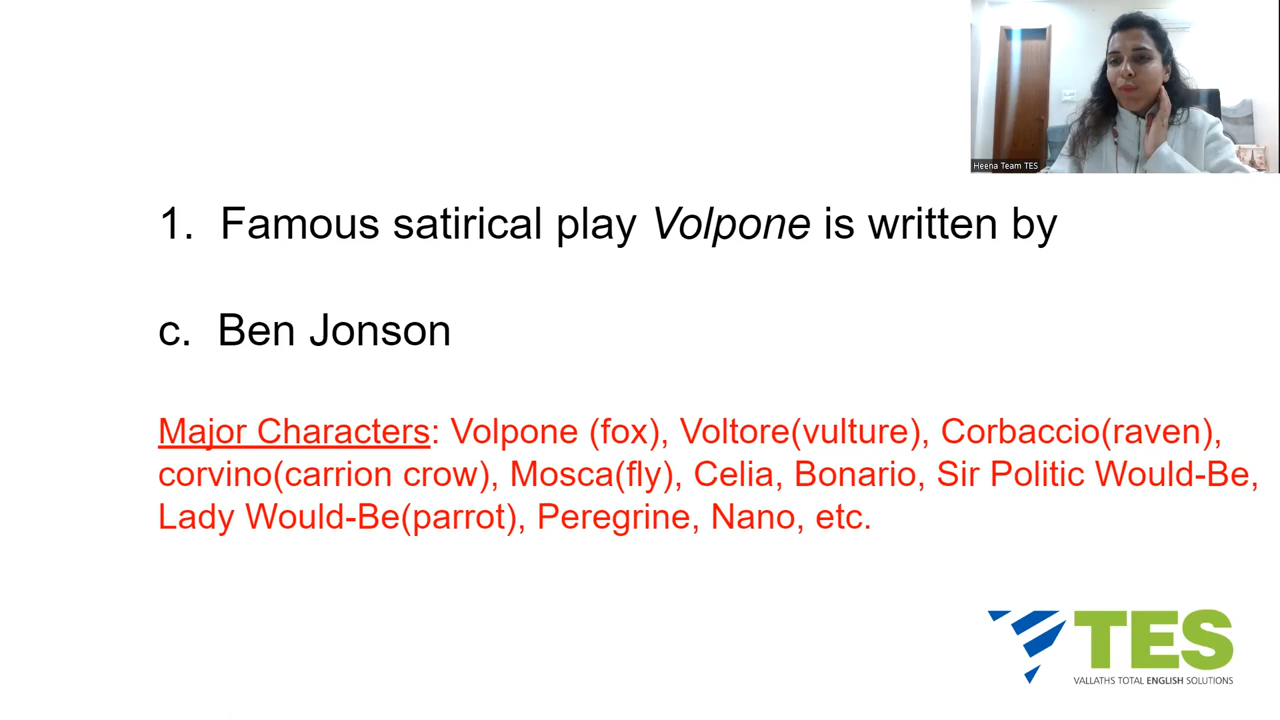 Heena Team TES
1. Famous satirical play Volpone is written by
c. Ben Jonson
Major Characters: Volpone (fox), Voltore(vulture), Corbaccio(raven),
corvino(carrion crow), Mosca(fly), Celia, Bonario, Sir Politic Would-Be,
Lady Would-Be(parrot), Peregrine, Nano, etc.
TES
VALLATHS TOTAL ENGLISH SOLUTIONS